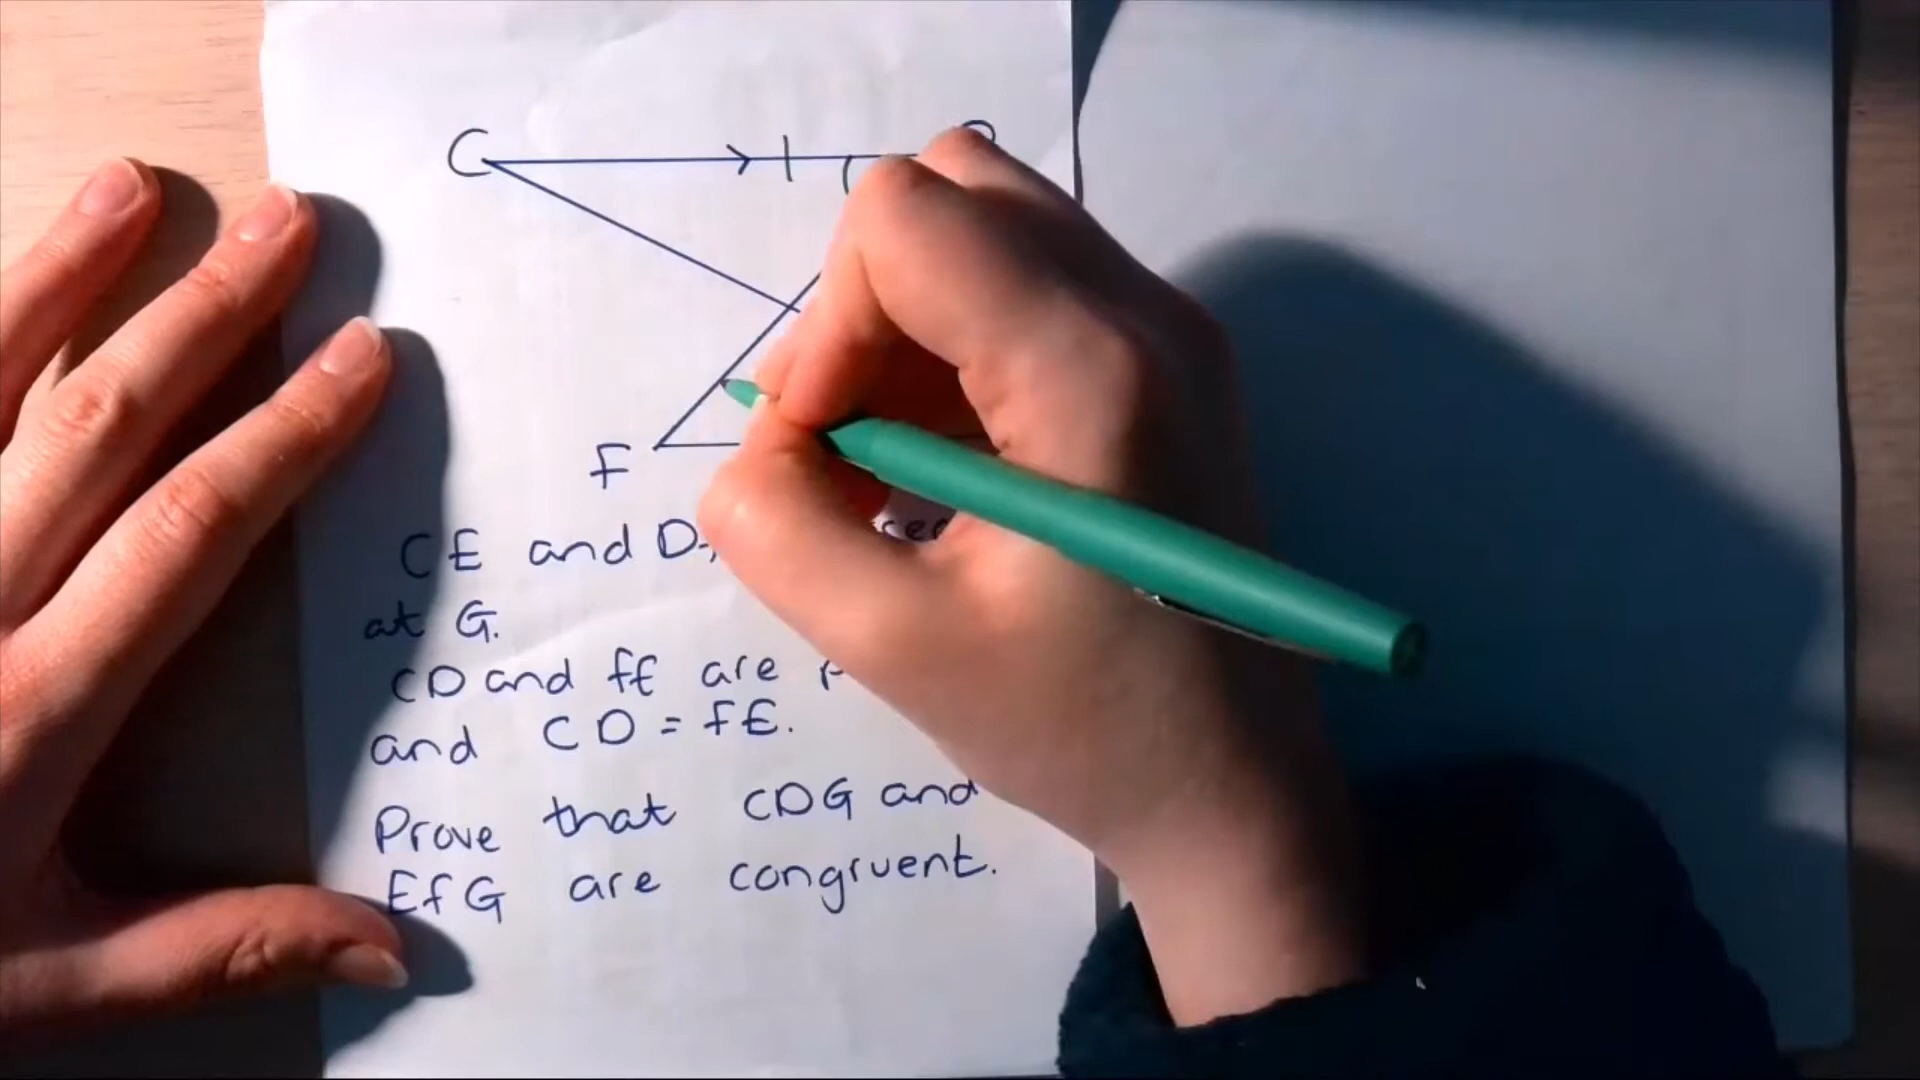 C
F
CE and
at G.
CD and FE are
and CD = FE.
Prove that CDG and
EFG are congruent.